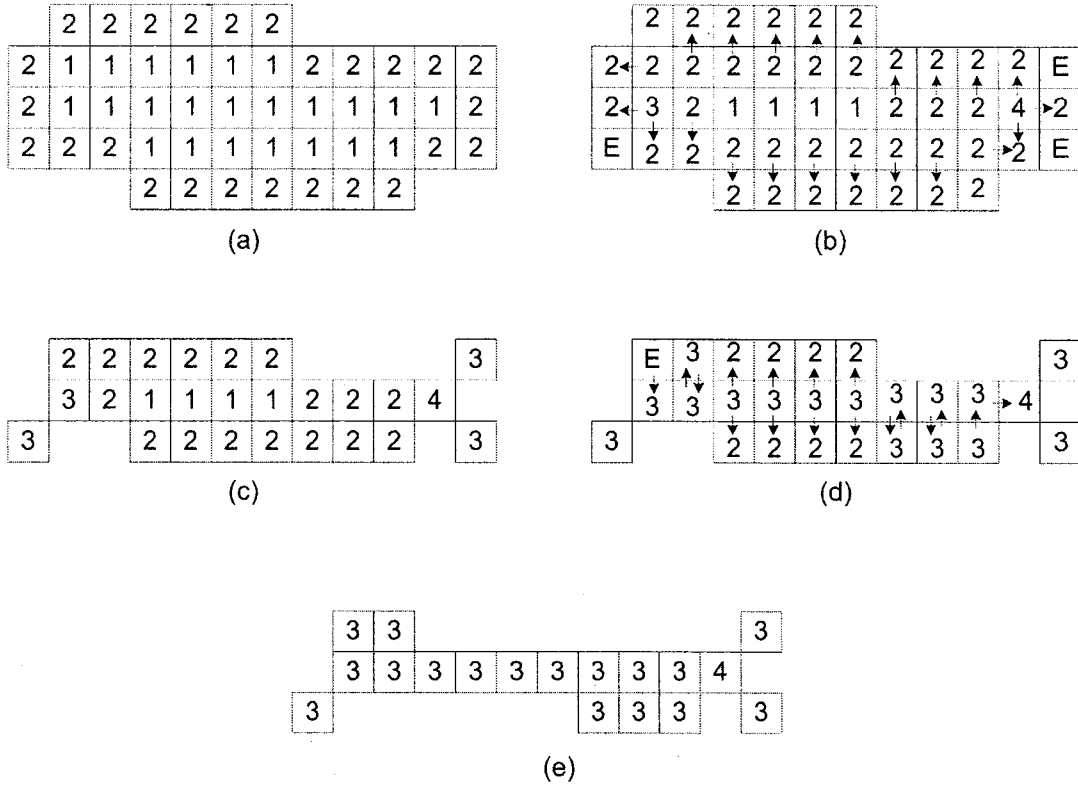 2 2 2 2 2 2
2 1 1 1 1 1 1 2 2 2 2 2
2 1 1 1 1 1 1 1 1 1 1 2
2 2 2 1 1 1 1 1 1 1 2 2
2 2 2 2 2 2 2
(a)
2 2 2 2 2 2
2 2 2 2 2 2 2 2 2 2 2 E
2 3 2 1 1 1 1 2 2 2 4 2
E 2 2 2 2 2 2 2 2 2 2 E
2 2 2 2 2 2 2
(b)
2 2 2 2 2 2 3
3 2 1 1 1 1 2 2 2 4
3 2 2 2 2 2 2 2 3
(c)
E 3 2 2 2 2 3
3 3 3 3 3 3 3 3 3 4
3 2 2 2 2 3 3 3 3
(d)
3 3 3
3 3 3 3 3 3 3 3 3 4
3 3 3 3 3
(e)